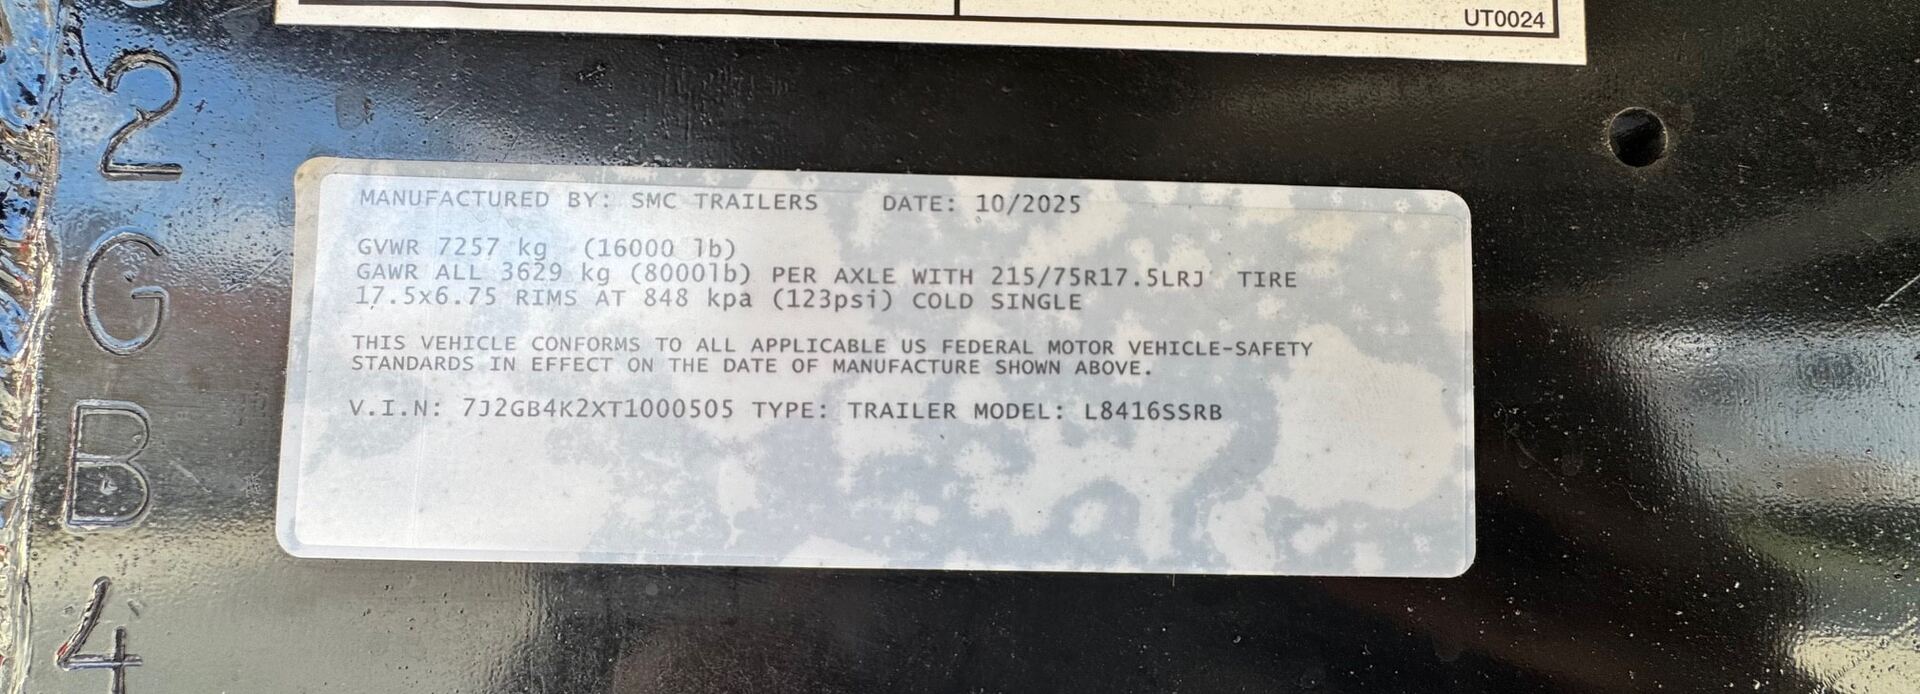 UT0024
MANUFACTURED BY: SMC TRAILERS DATE: 10/2025
GVWR 7257 kg (16000 lb)
GAWR ALL 3629 kg (8000lb) PER AXLE WITH 215/75R17.5LRJ TIRE
17.5x6.75 RIMS AT 848 kpa (123psi) COLD SINGLE
THIS VEHICLE CONFORMS TO ALL APPLICABLE US FEDERAL MOTOR VEHICLE-SAFETY
STANDARDS IN EFFECT ON THE DATE OF MANUFACTURE SHOWN ABOVE.
V.I.N: 7J2GB4K2XT1000505 TYPE: TRAILER MODEL: L8416SSRB
2
G
B
4